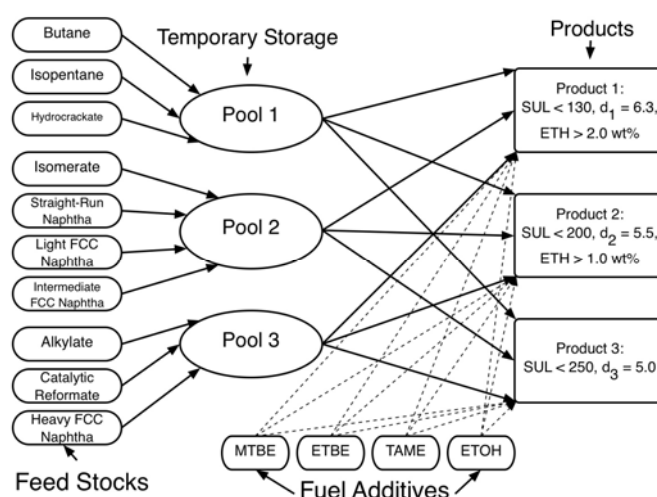 Butane
Isopentane
Hydrocrackate
Isomerate
Straight-Run
Naphtha
Light FCC
Naphtha
Intermediate
FCC Naphtha
Alkylate
Catalytic
Reformate
Heavy FCC
Naphtha
Feed Stocks
Temporary Storage
Pool 1
Pool 2
Pool 3
Products
Product 1:
SUL < 130, d1 = 6.3,
ETH > 2.0 wt%
Product 2:
SUL < 200, d2 = 5.5,
ETH > 1.0 wt%
Product 3:
SUL < 250, d3 = 5.0
MTBE
ETBE
TAME
ETOH
Fuel Additives